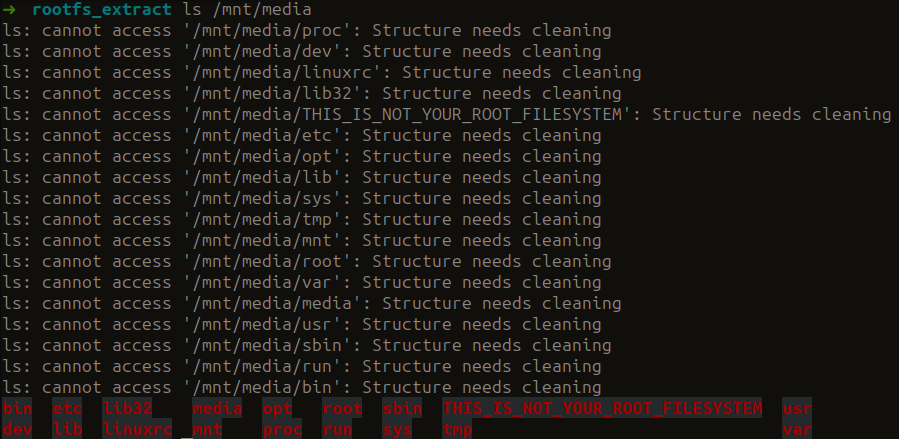 ➜ rootfs_extract ls /mnt/media
ls: cannot access '/mnt/media/proc': Structure needs cleaning
ls: cannot access '/mnt/media/dev': Structure needs cleaning
ls: cannot access '/mnt/media/linuxrc': Structure needs cleaning
ls: cannot access '/mnt/media/lib32': Structure needs cleaning
ls: cannot access '/mnt/media/THIS_IS_NOT_YOUR_ROOT_FILESYSTEM': Structure needs cleaning
ls: cannot access '/mnt/media/etc': Structure needs cleaning
ls: cannot access '/mnt/media/opt': Structure needs cleaning
ls: cannot access '/mnt/media/lib': Structure needs cleaning
ls: cannot access '/mnt/media/sys': Structure needs cleaning
ls: cannot access '/mnt/media/tmp': Structure needs cleaning
ls: cannot access '/mnt/media/mnt': Structure needs cleaning
ls: cannot access '/mnt/media/root': Structure needs cleaning
ls: cannot access '/mnt/media/var': Structure needs cleaning
ls: cannot access '/mnt/media/media': Structure needs cleaning
ls: cannot access '/mnt/media/usr': Structure needs cleaning
ls: cannot access '/mnt/media/sbin': Structure needs cleaning
ls: cannot access '/mnt/media/run': Structure needs cleaning
ls: cannot access '/mnt/media/bin': Structure needs cleaning
bin etc lib32 media opt root sbin THIS_IS_NOT_YOUR_ROOT_FILESYSTEM usr
dev lib linuxrc mnt proc run sys tmp var